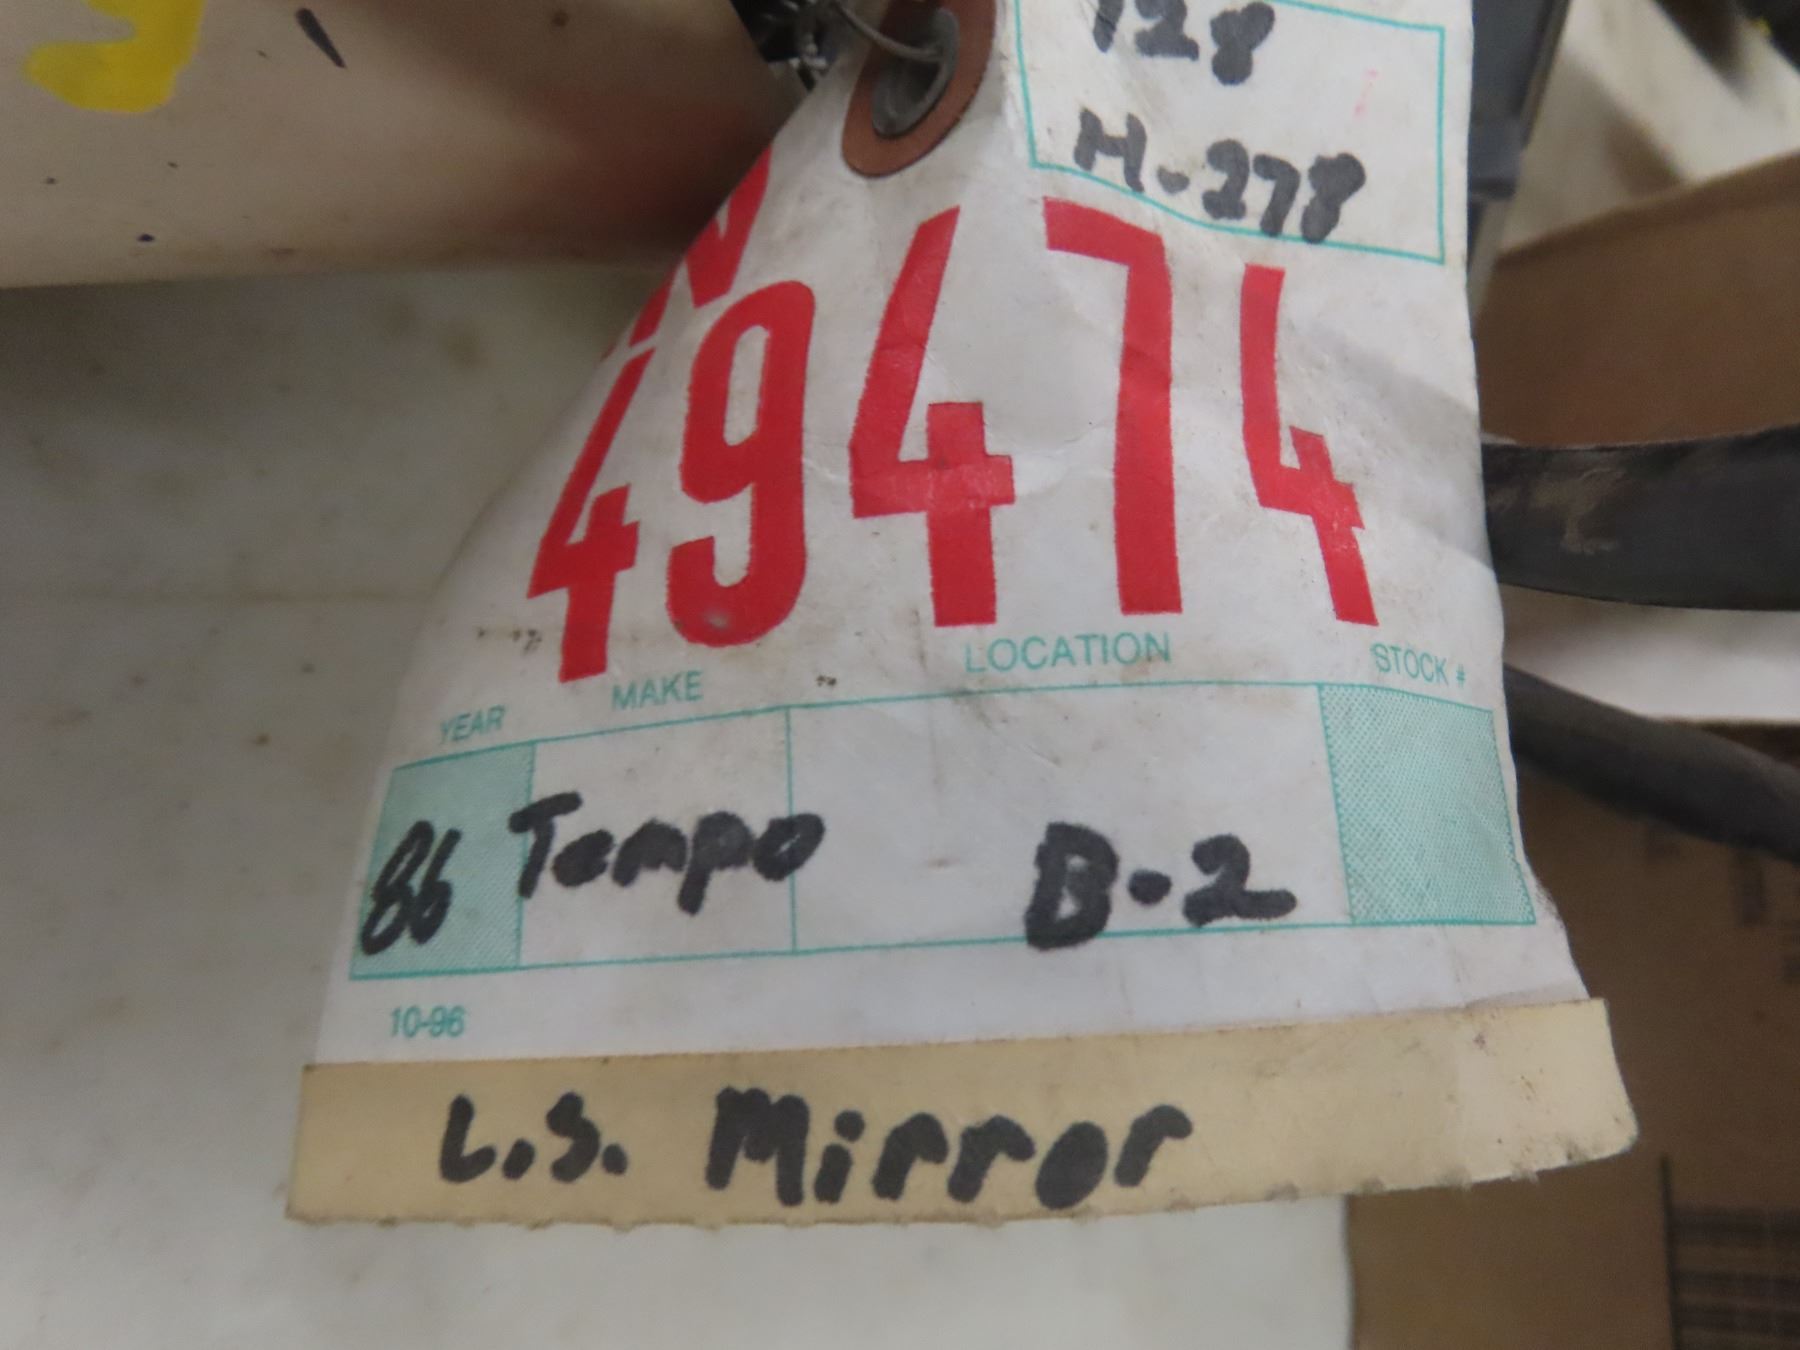 128
H-278
49474
YEAR MAKE LOCATION STOCK #
86 Tempo B-2
10-96
L.S. Mirror